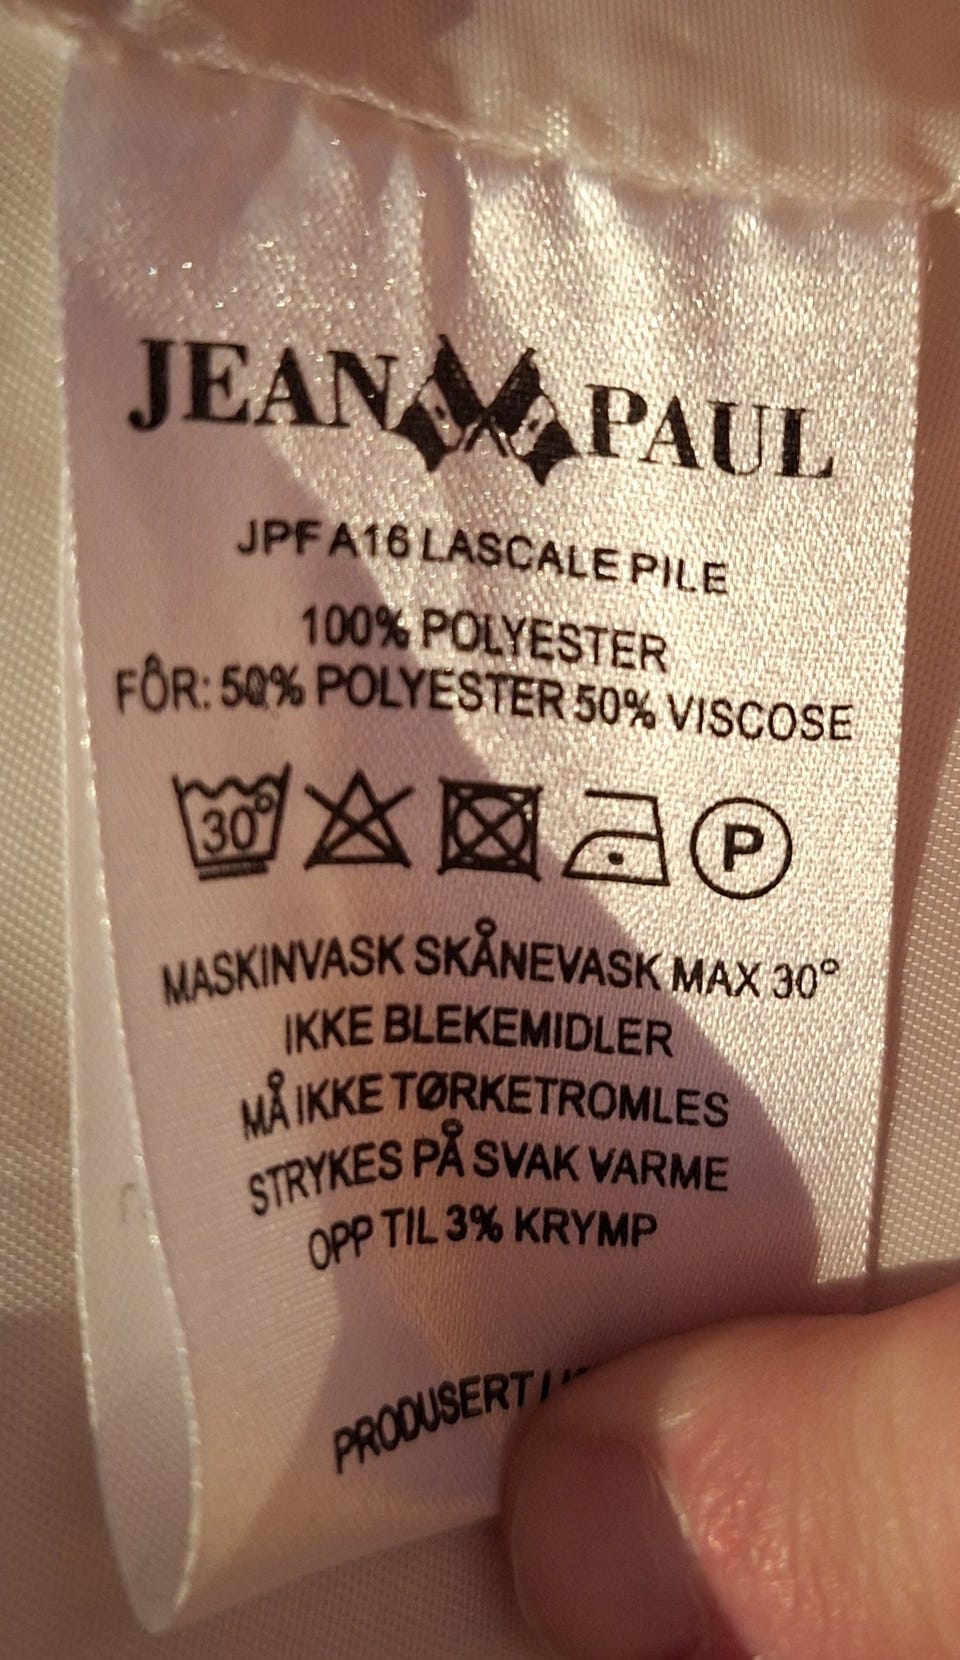 JEAN PAUL
JPF A16 LASCALE PILE
100% POLYESTER
FÔR: 50% POLYESTER 50% VISCOSE
30° P
MASKINVASK SKÅNEVASK MAX 30°
IKKE BLEKEMIDLER
MÅ IKKE TØRKETROMLES
STRYKES PÅ SVAK VARME
OPP TIL 3% KRYMP
PRODUSERT I